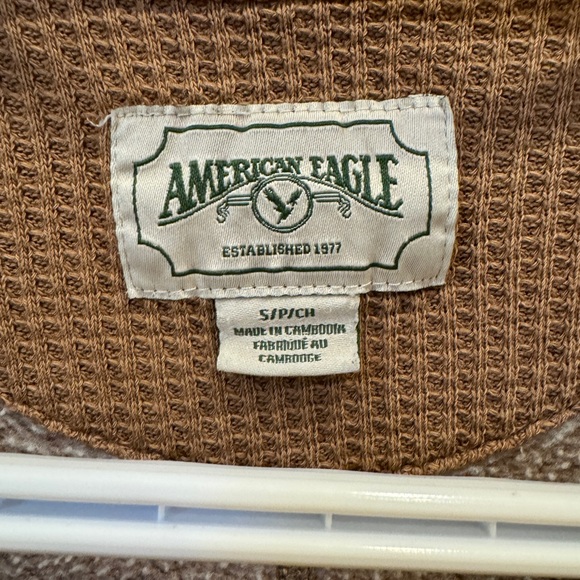 AMERICAN EAGLE
ESTABLISHED 1977
S/P/CH
MADE IN CAMBODIA
FABRIQUÉ AU
CAMBODGE